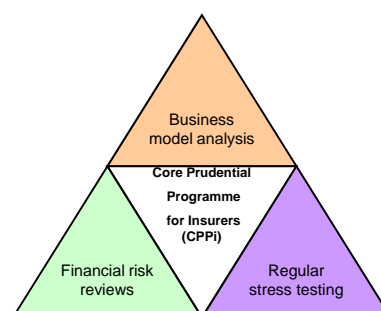 Business
model analysis
Core Prudential
Programme
for Insurers
(CPPi)
Financial risk
reviews
Regular
stress testing